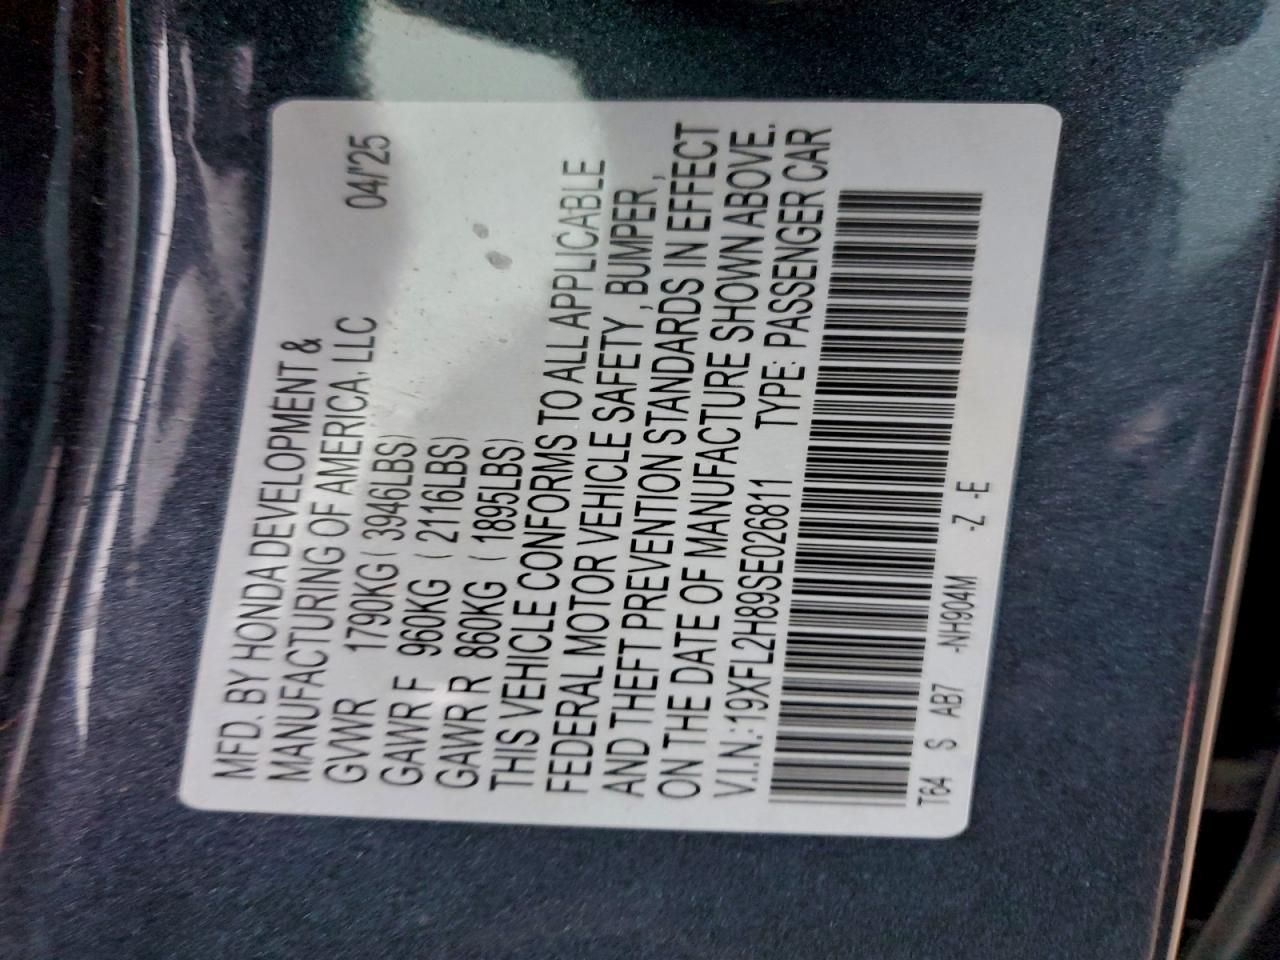 MFD. BY HONDA DEVELOPMENT &
MANUFACTURING OF AMERICA, LLC 04/'25
GVWR 1790KG ( 3946LBS)
GAWR F 960KG ( 2116LBS)
GAWR R 860KG ( 1895LBS)
THIS VEHICLE CONFORMS TO ALL APPLICABLE
FEDERAL MOTOR VEHICLE SAFETY , BUMPER ,
AND THEFT PREVENTION STANDARDS IN EFFECT
ON THE DATE OF MANUFACTURE SHOWN ABOVE.
V.I.N.:19XFL2H89SE026811 TYPE: PASSENGER CAR
T64 S AB7 -NH904M -Z -E